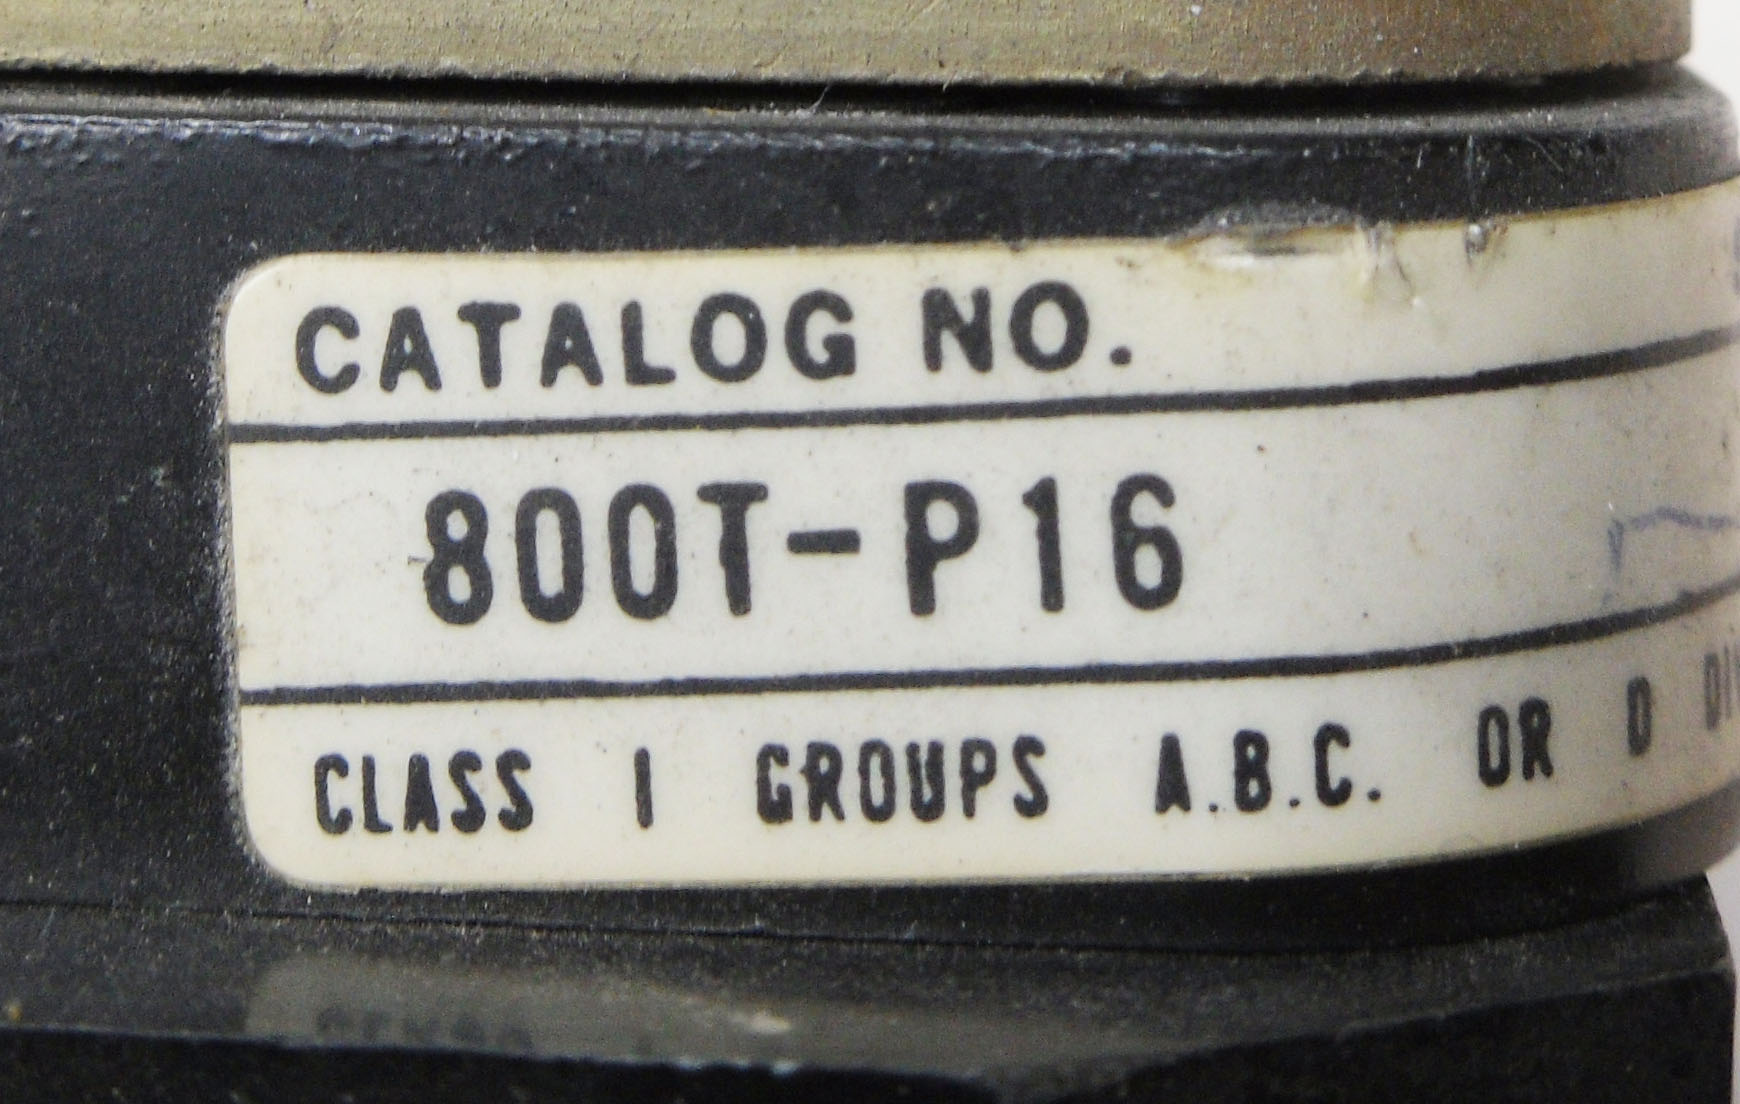 CATALOG NO.
800T-P16
CLASS I GROUPS A.B.C. OR D